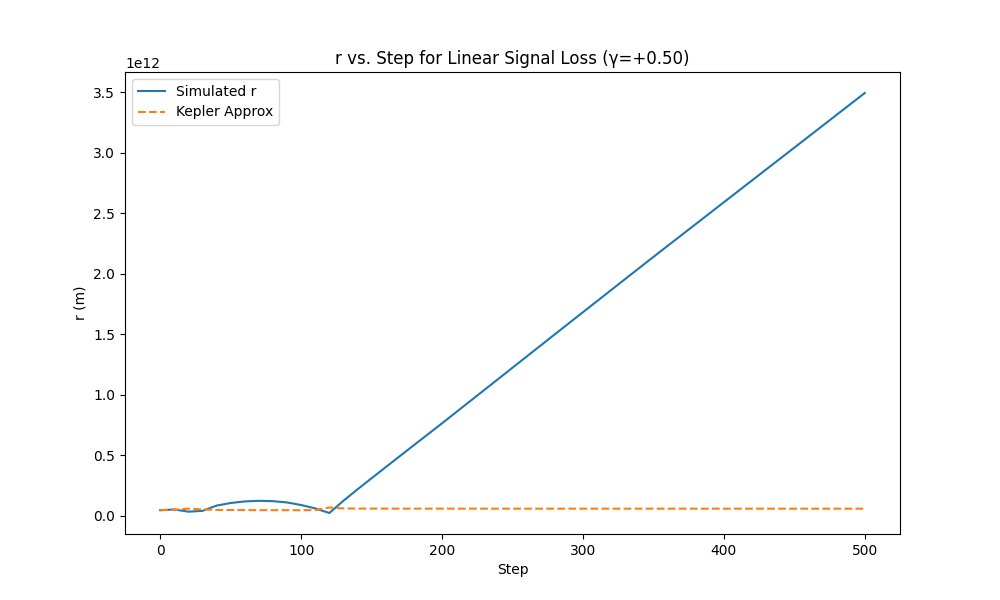 r vs. Step for Linear Signal Loss (γ=+0.50)
1e12
Simulated r
Kepler Approx
3.5
3.0
2.5
2.0
1.5
1.0
0.5
0.0
r (m)
0 100 200 300 400 500
Step